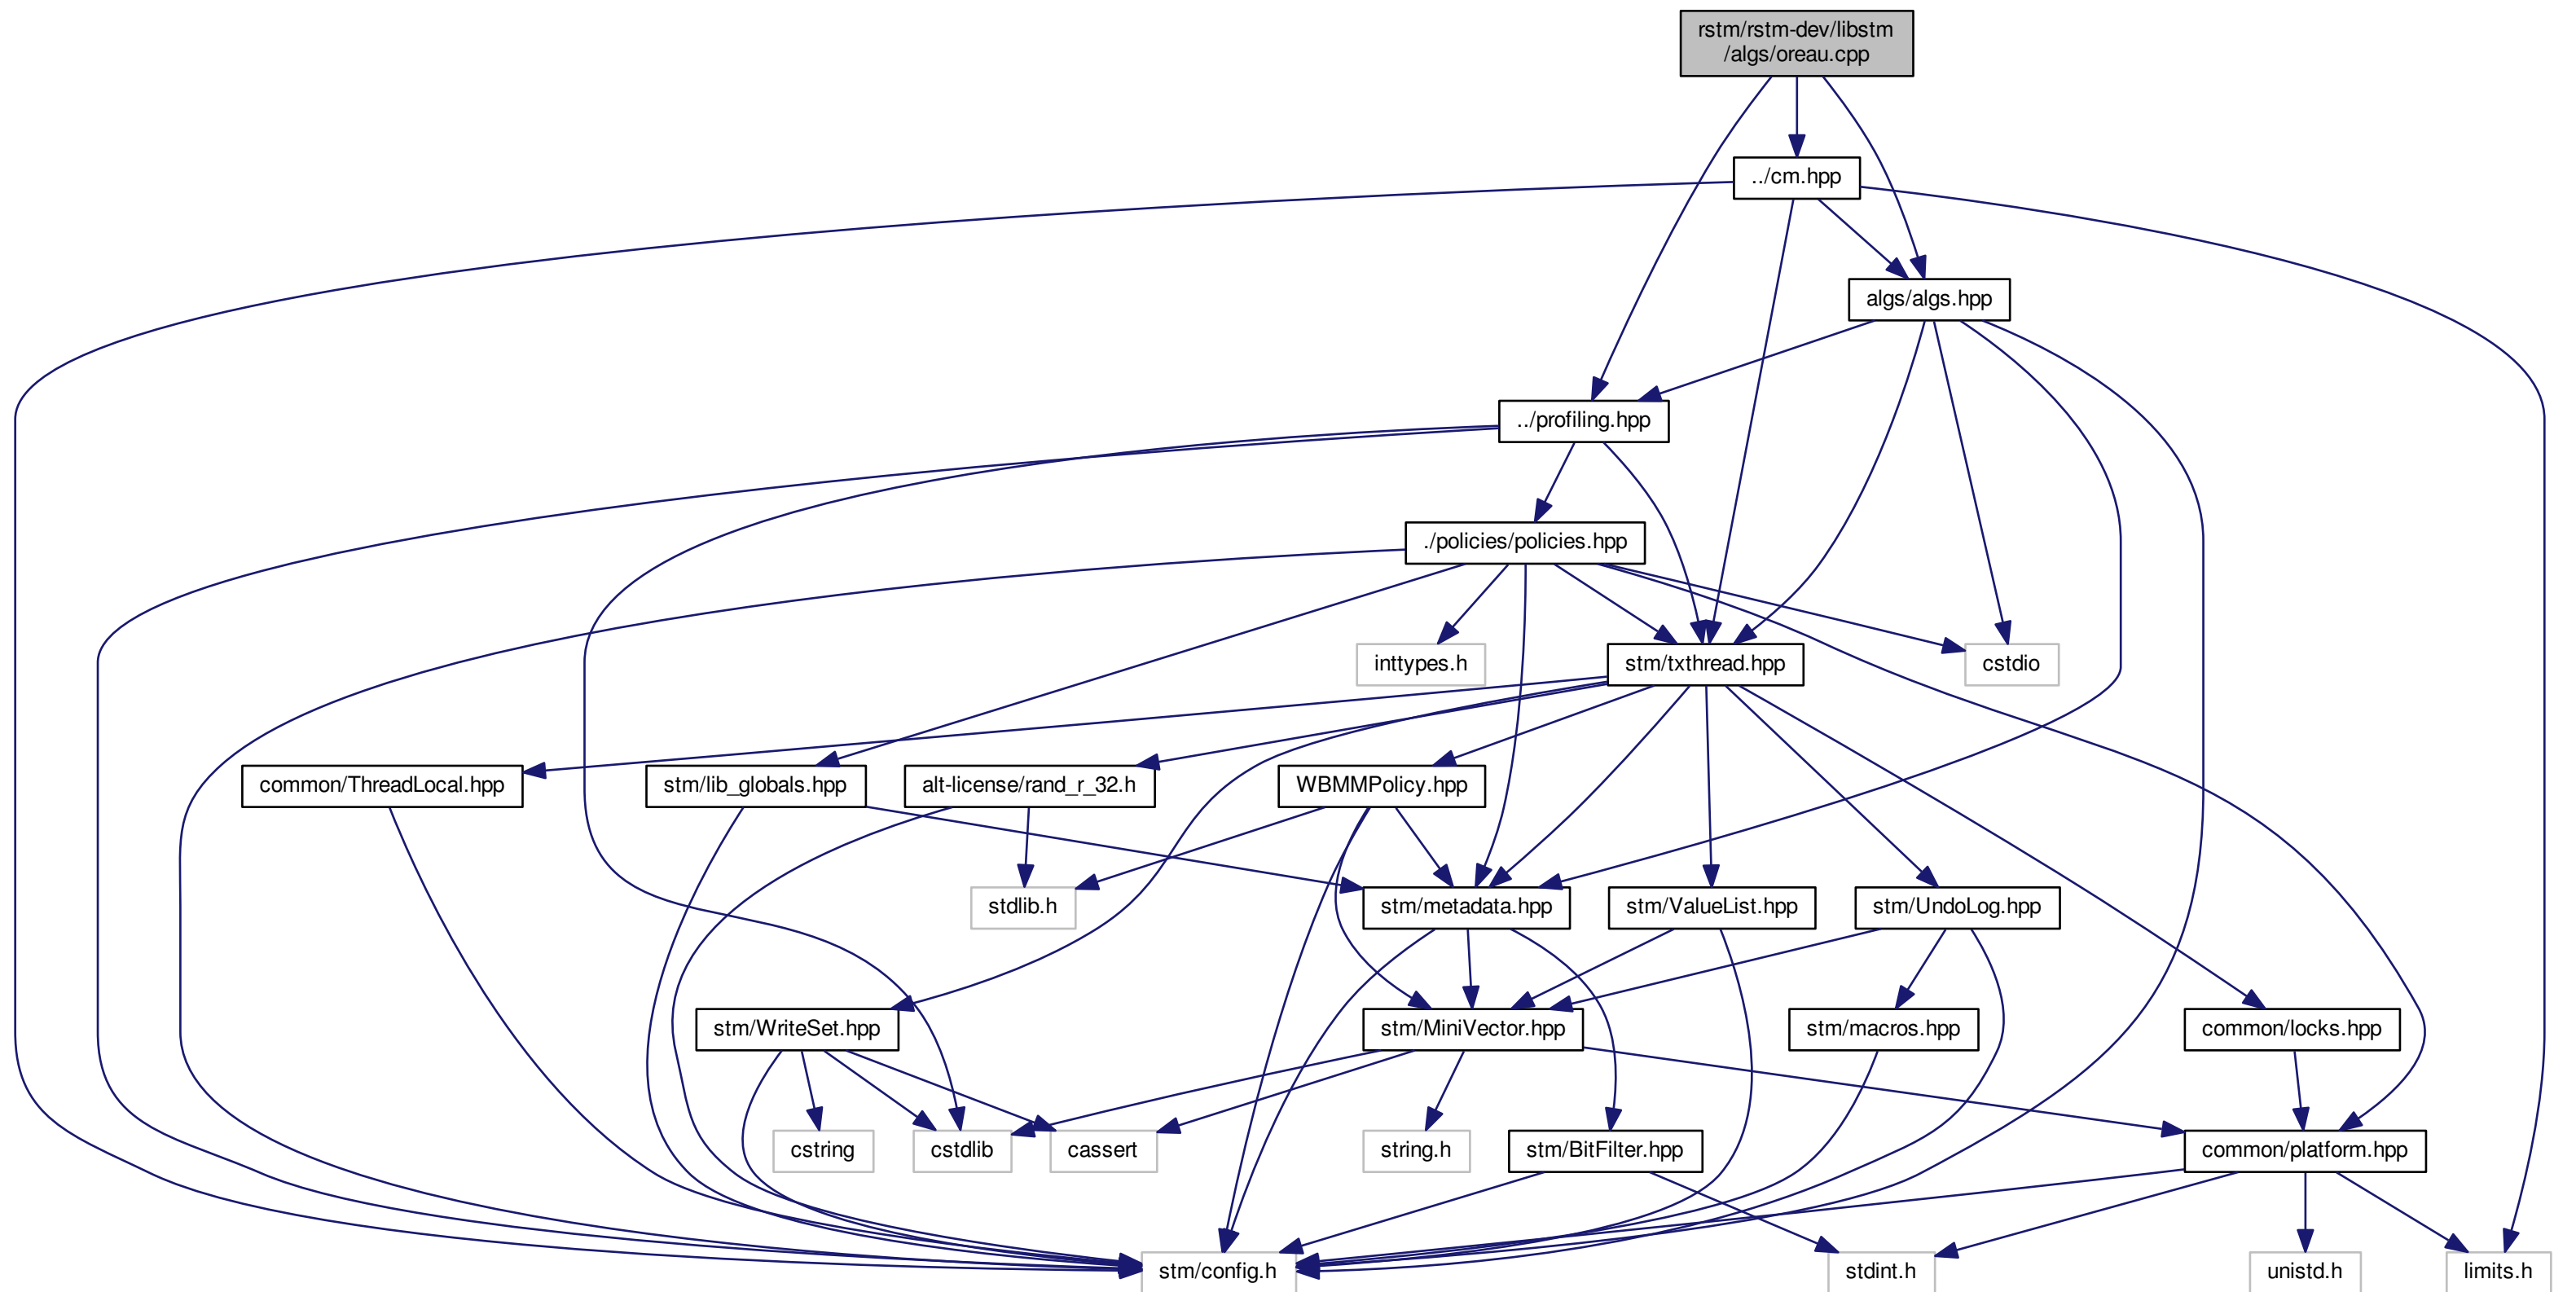 rstm/rstm-dev/libstm
/algs/oreau.cpp
../cm.hpp
algs/algs.hpp
../profiling.hpp
./policies/policies.hpp
inttypes.h
stm/txthread.hpp
cstdio
common/ThreadLocal.hpp
stm/lib_globals.hpp
alt-license/rand_r_32.h
WBMMPolicy.hpp
stdlib.h
stm/metadata.hpp
stm/ValueList.hpp
stm/UndoLog.hpp
stm/WriteSet.hpp
stm/MiniVector.hpp
stm/macros.hpp
common/locks.hpp
cstring
cstdlib
cassert
string.h
stm/BitFilter.hpp
common/platform.hpp
stm/config.h
stdint.h
unistd.h
limits.h